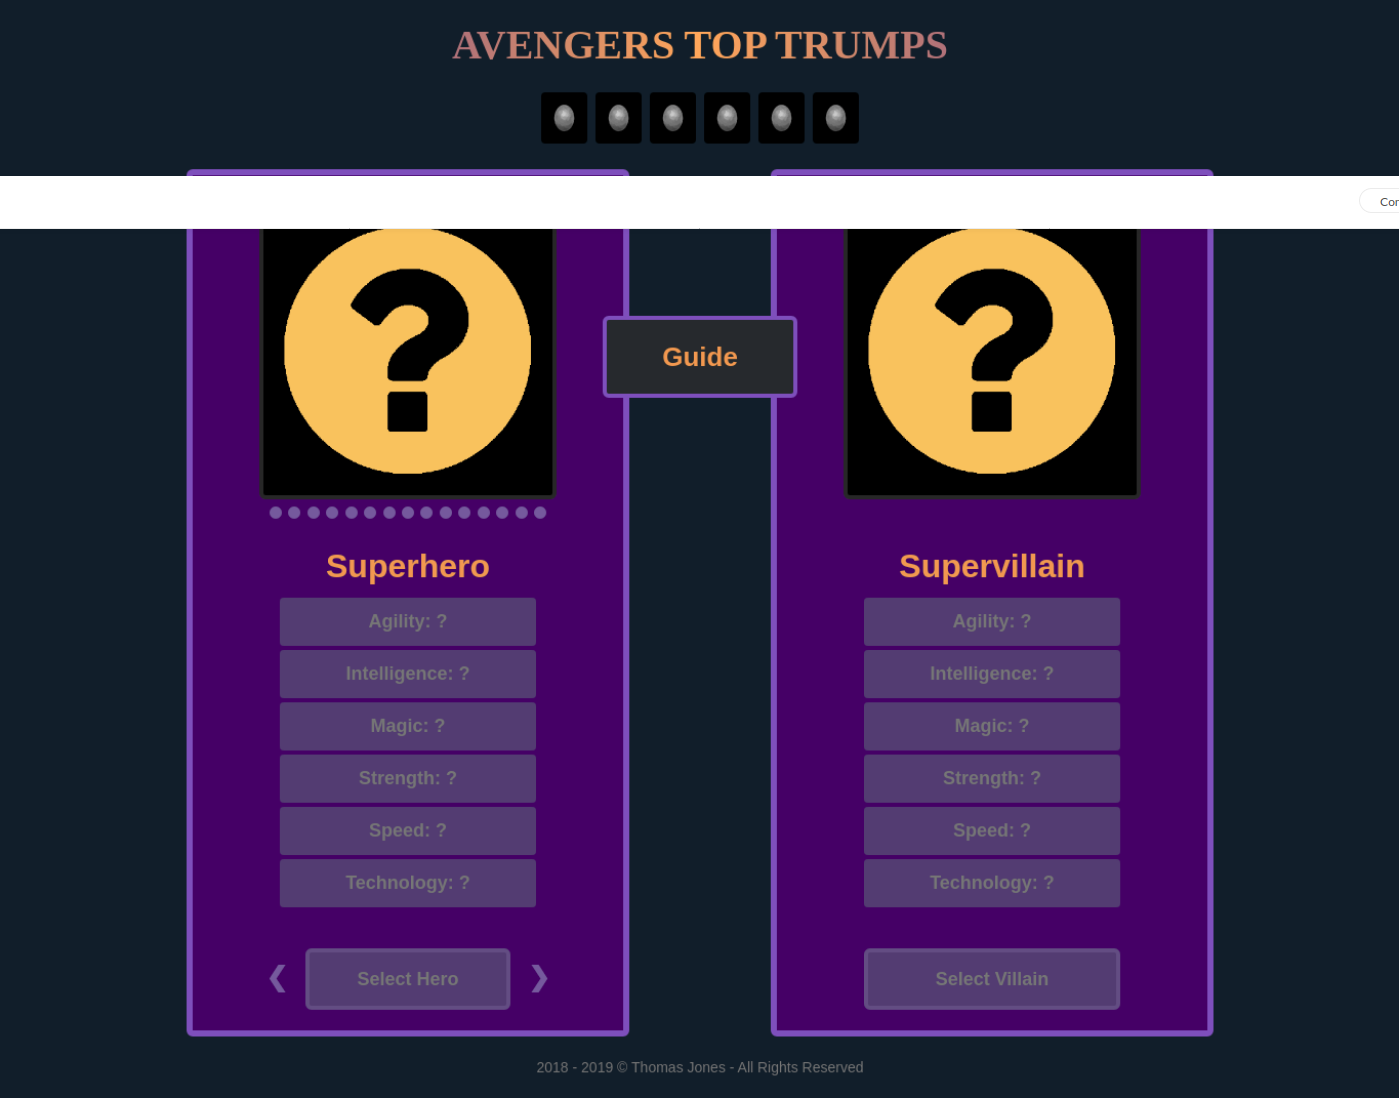 AVENGERS TOP TRUMPS
Guide
Superhero
Agility: ?
Intelligence: ?
Magic: ?
Strength: ?
Speed: ?
Technology: ?
❮ Select Hero ❯
Supervillain
Agility: ?
Intelligence: ?
Magic: ?
Strength: ?
Speed: ?
Technology: ?
Select Villain
2018 - 2019 © Thomas Jones - All Rights Reserved